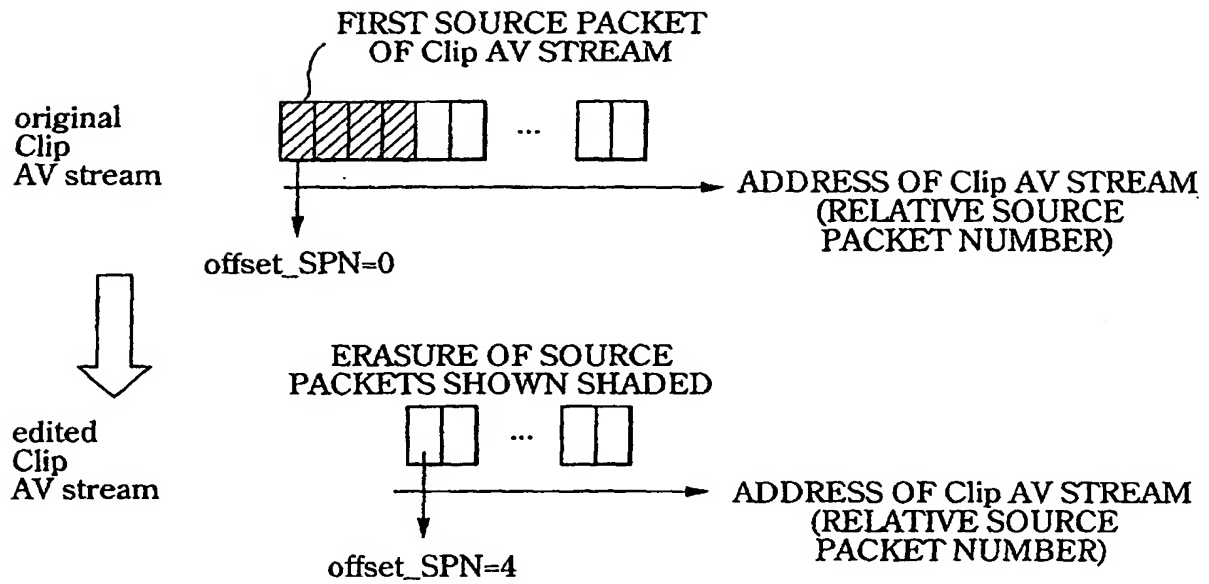 FIRST SOURCE PACKET
OF Clip AV STREAM
original
Clip
AV stream
...
ADDRESS OF Clip AV STREAM
(RELATIVE SOURCE
PACKET NUMBER)
offset_SPN=0
ERASURE OF SOURCE
PACKETS SHOWN SHADED
edited
Clip
AV stream
...
ADDRESS OF Clip AV STREAM
(RELATIVE SOURCE
PACKET NUMBER)
offset_SPN=4